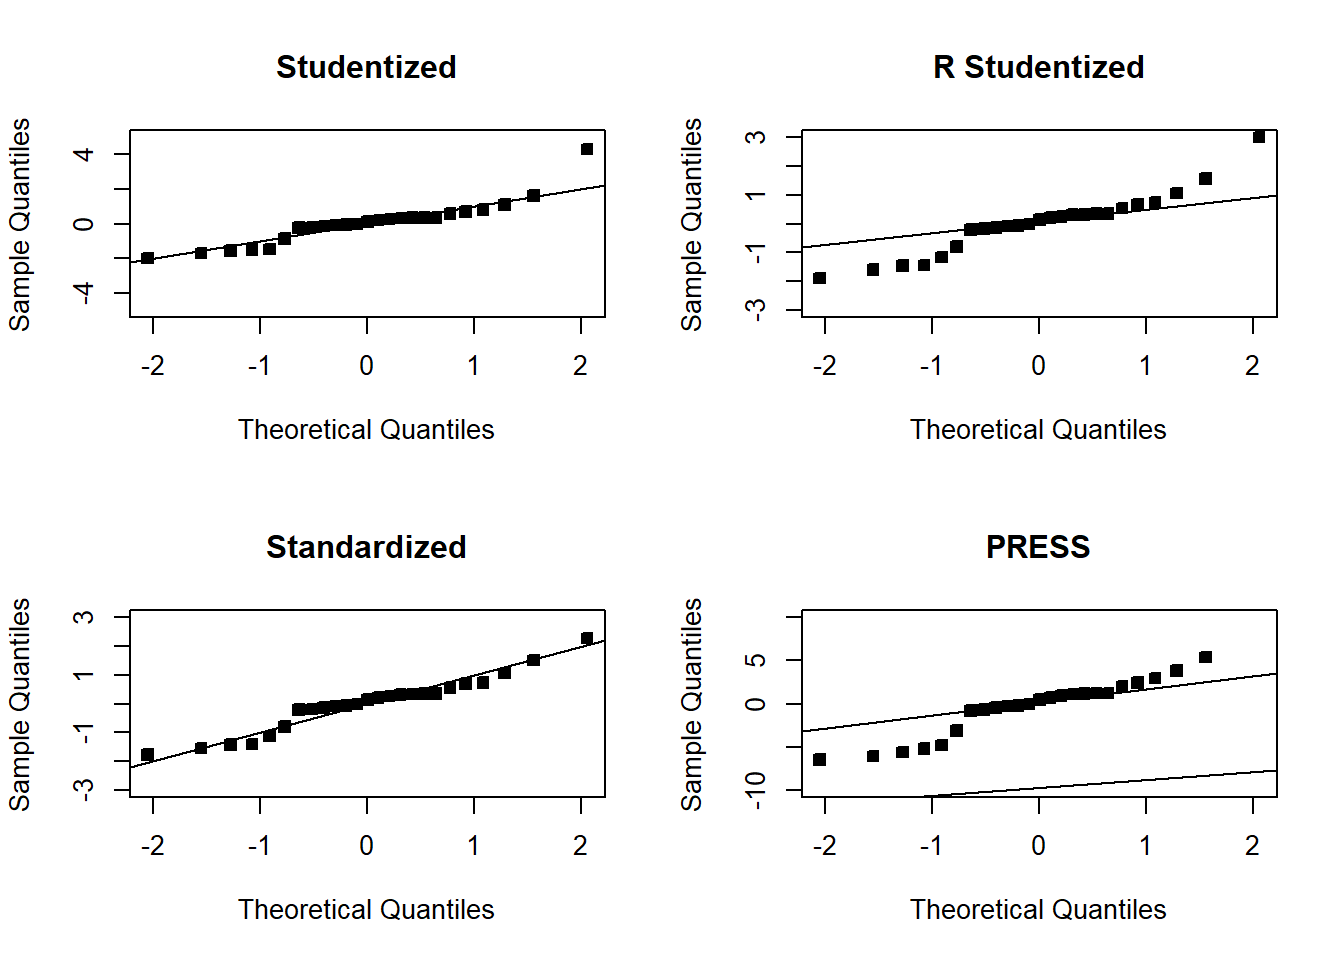 Studentized
Sample Quantiles
4
0
-4
-2 -1 0 1 2
Theoretical Quantiles
R Studentized
Sample Quantiles
3
1
-1
-3
-2 -1 0 1 2
Theoretical Quantiles
Standardized
Sample Quantiles
3
1
-1
-3
-2 -1 0 1 2
Theoretical Quantiles
PRESS
Sample Quantiles
5
0
-10
-2 -1 0 1 2
Theoretical Quantiles